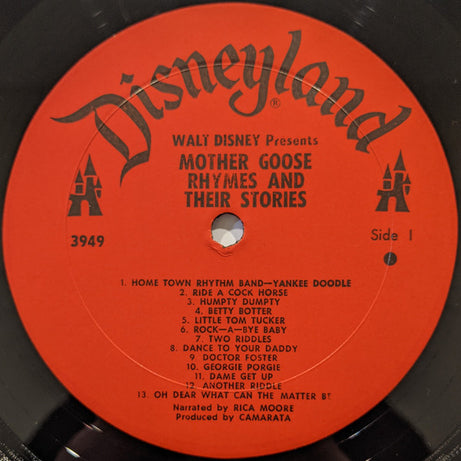 Disneyland®
WALT DISNEY Presents
MOTHER GOOSE
RHYMES AND
THEIR STORIES
3949
Side 1
1. HOME TOWN RHYTHM BAND—YANKEE DOODLE
2. RIDE A COCK HORSE
3. HUMPTY DUMPTY
4. BETTY BOTTER
5. LITTLE TOM TUCKER
6. ROCK—A—BYE BABY
7. TWO RIDDLES
8. DANCE TO YOUR DADDY
9. DOCTOR FOSTER
10. GEORGIE PORGIE
11. DAME GET UP
12. ANOTHER RIDDLE
13. OH DEAR WHAT CAN THE MATTER BE
Narrated by RICA MOORE
Produced by CAMARATA